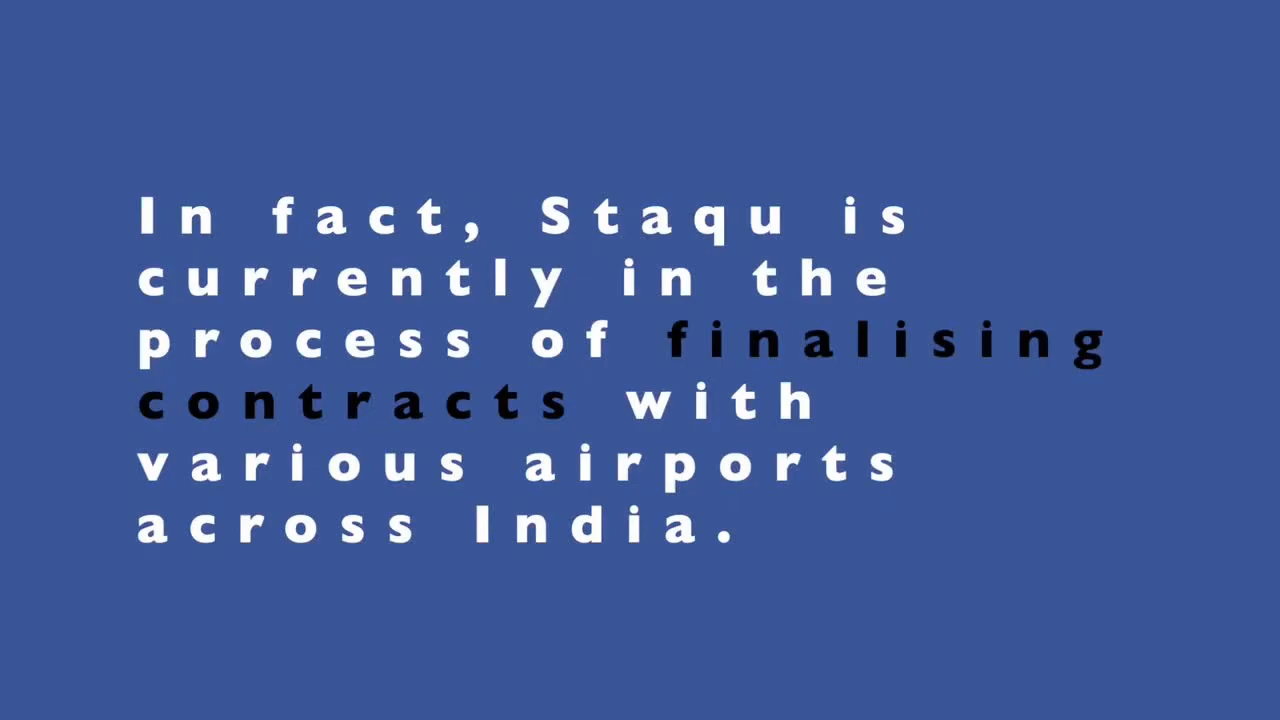 In fact, Staqu is
currently in the
process of finalising
contracts with
various airports
across India.